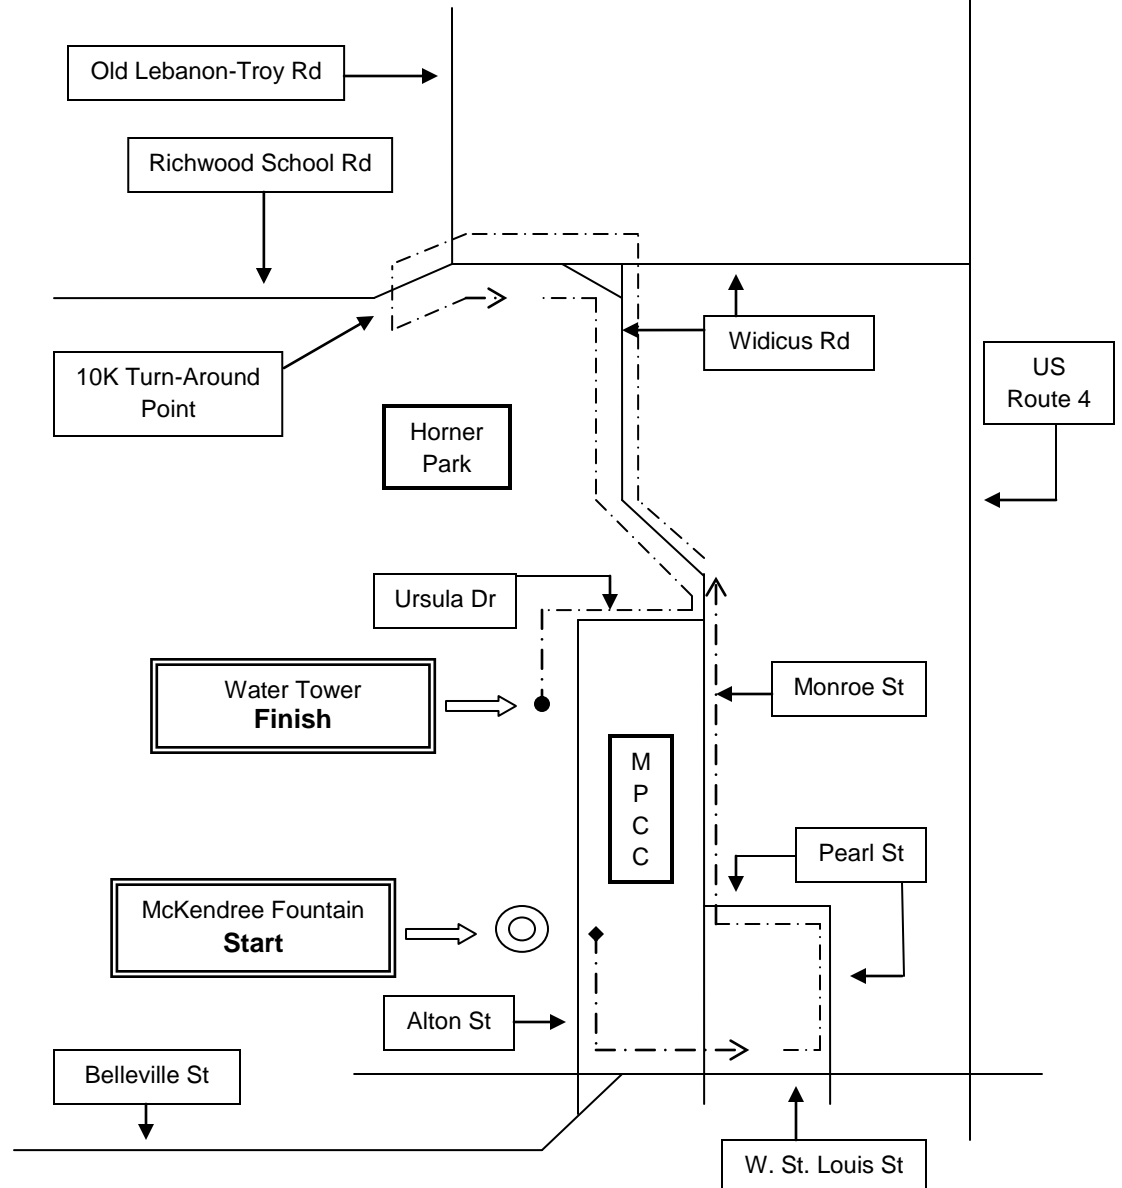 Old Lebanon-Troy Rd
Richwood School Rd
Widicus Rd
10K Turn-Around
Point
US
Route 4
Horner
Park
Ursula Dr
Water Tower
Finish
Monroe St
M
P
C
C
Pearl St
McKendree Fountain
Start
Alton St
Belleville St
W. St. Louis St